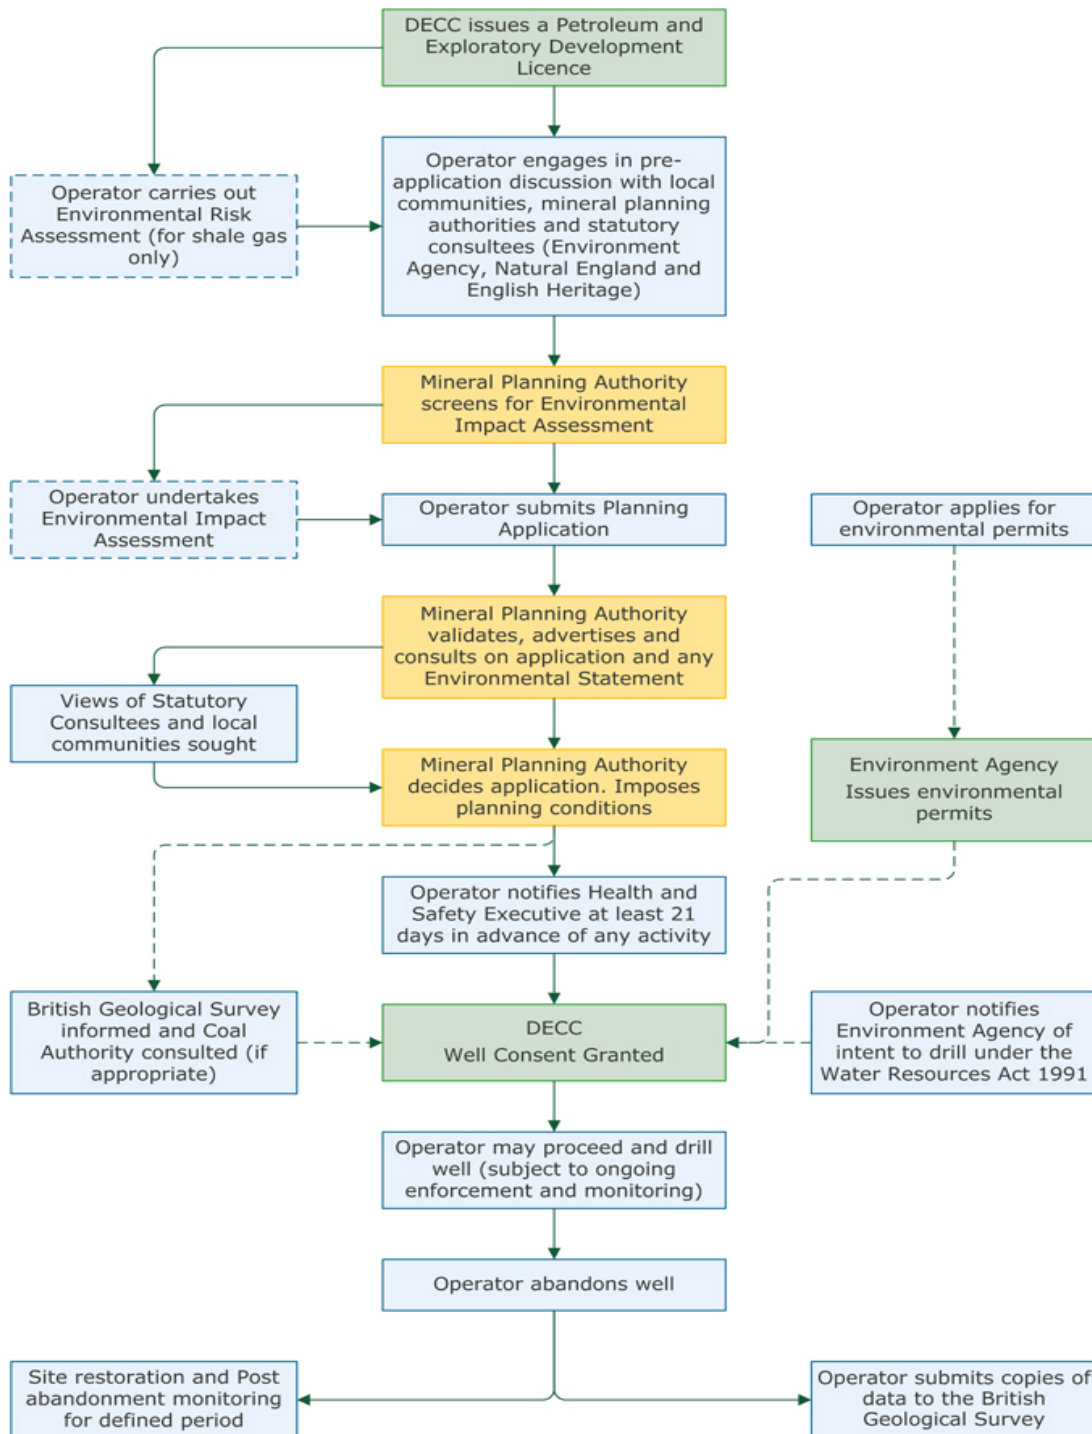 DECC issues a Petroleum and
Exploratory Development
Licence
Operator engages in pre-
application discussion with local
communities, mineral planning
authorities and statutory
consultees (Environment
Agency, Natural England and
English Heritage)
Operator carries out
Environmental Risk
Assessment (for shale gas
only)
Mineral Planning Authority
screens for Environmental
Impact Assessment
Operator undertakes
Environmental Impact
Assessment
Operator submits Planning
Application
Operator applies for
environmental permits
Mineral Planning Authority
validates, advertises and
consults on application and any
Environmental Statement
Views of Statutory
Consultees and local
communities sought
Mineral Planning Authority
decides application. Imposes
planning conditions
Environment Agency
Issues environmental
permits
Operator notifies Health and
Safety Executive at least 21
days in advance of any activity
British Geological Survey
informed and Coal
Authority consulted (if
appropriate)
DECC
Well Consent Granted
Operator notifies
Environment Agency of
intent to drill under the
Water Resources Act 1991
Operator may proceed and drill
well (subject to ongoing
enforcement and monitoring)
Operator abandons well
Site restoration and Post
abandonment monitoring
for defined period
Operator submits copies of
data to the British
Geological Survey